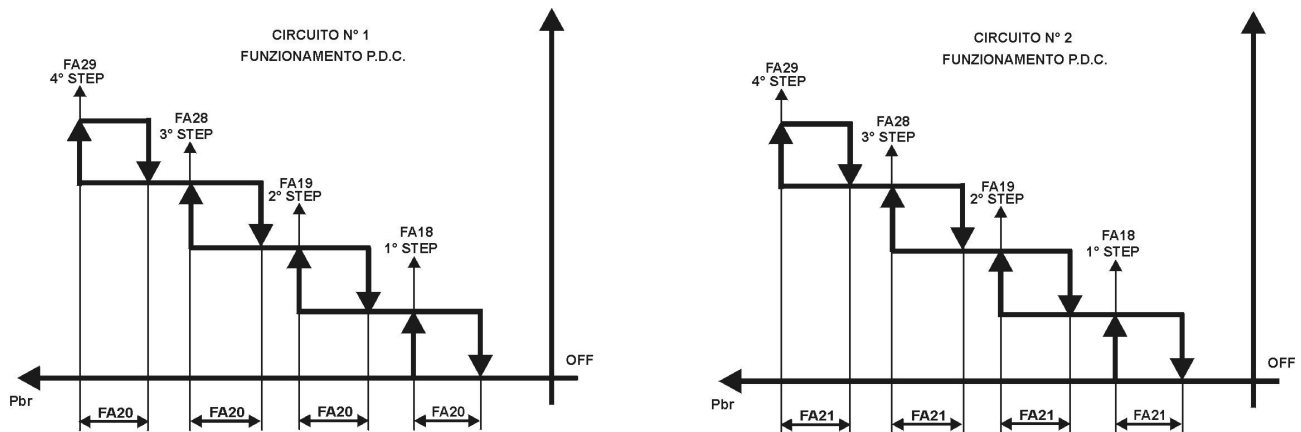 CIRCUITO N° 1
FUNZIONAMENTO P.D.C.
FA29
4° STEP
FA28
3° STEP
FA19
2° STEP
FA18
1° STEP
OFF
Pbr
FA20
FA20
FA20
FA20
CIRCUITO N° 2
FUNZIONAMENTO P.D.C.
FA29
4° STEP
FA28
3° STEP
FA19
2° STEP
FA18
1° STEP
OFF
Pbr
FA21
FA21
FA21
FA21